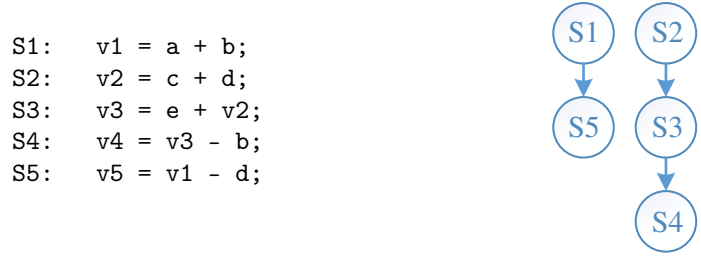 S1: v1 = a + b;
S2: v2 = c + d;
S3: v3 = e + v2;
S4: v4 = v3 - b;
S5: v5 = v1 - d;
S1 S2
S5 S3
S4